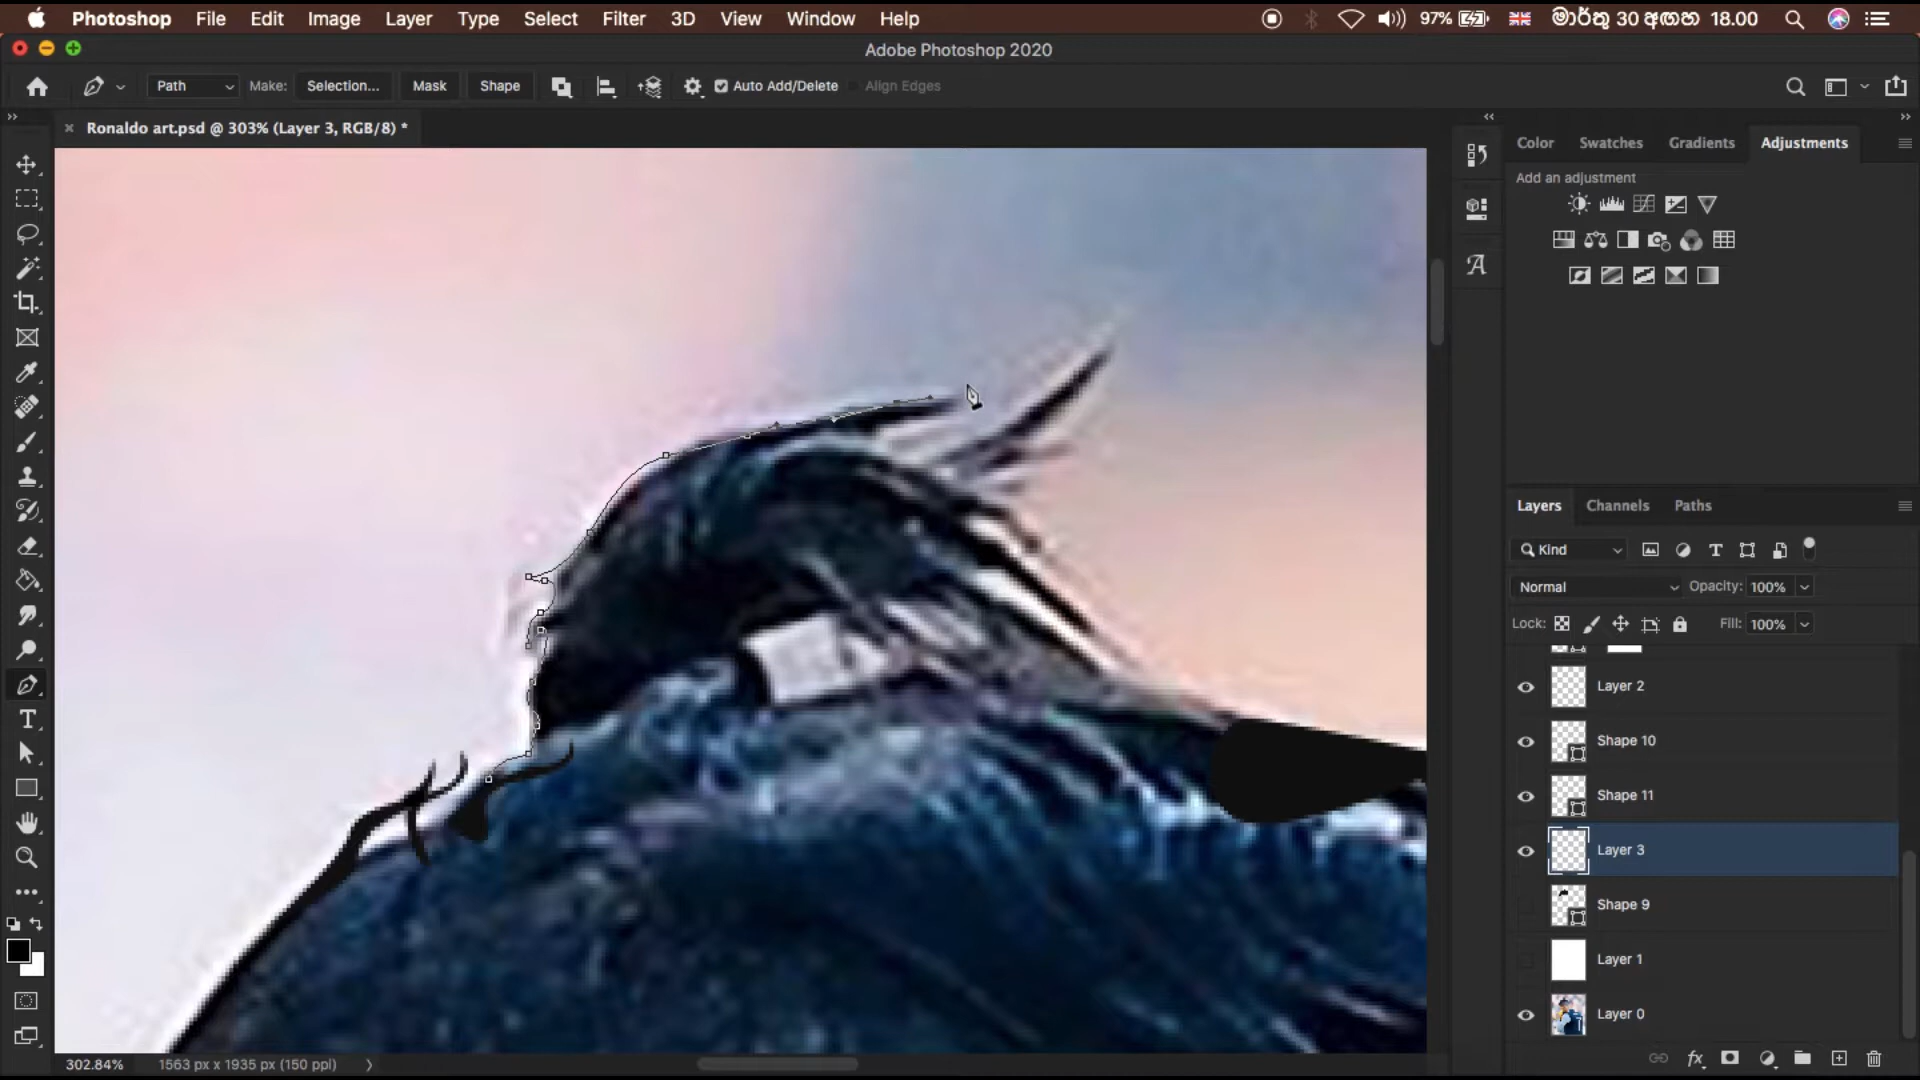 Photoshop File Edit Image Layer Type Select Filter 3D View Window Help 97% මාර්තු 30 අඟහ 18.00
Adobe Photoshop 2020
Path Make: Selection... Mask Shape Auto Add/Delete Align Edges
Ronaldo art.psd @ 303% (Layer 3, RGB/8) *
Color Swatches Gradients Adjustments
Add an adjustment
Layers Channels Paths
Kind
Normal Opacity: 100%
Lock: Fill: 100%
Layer 2
Shape 10
Shape 11
Layer 3
Shape 9
Layer 1
Layer 0
302.84% 1563 px x 1935 px (150 ppi)